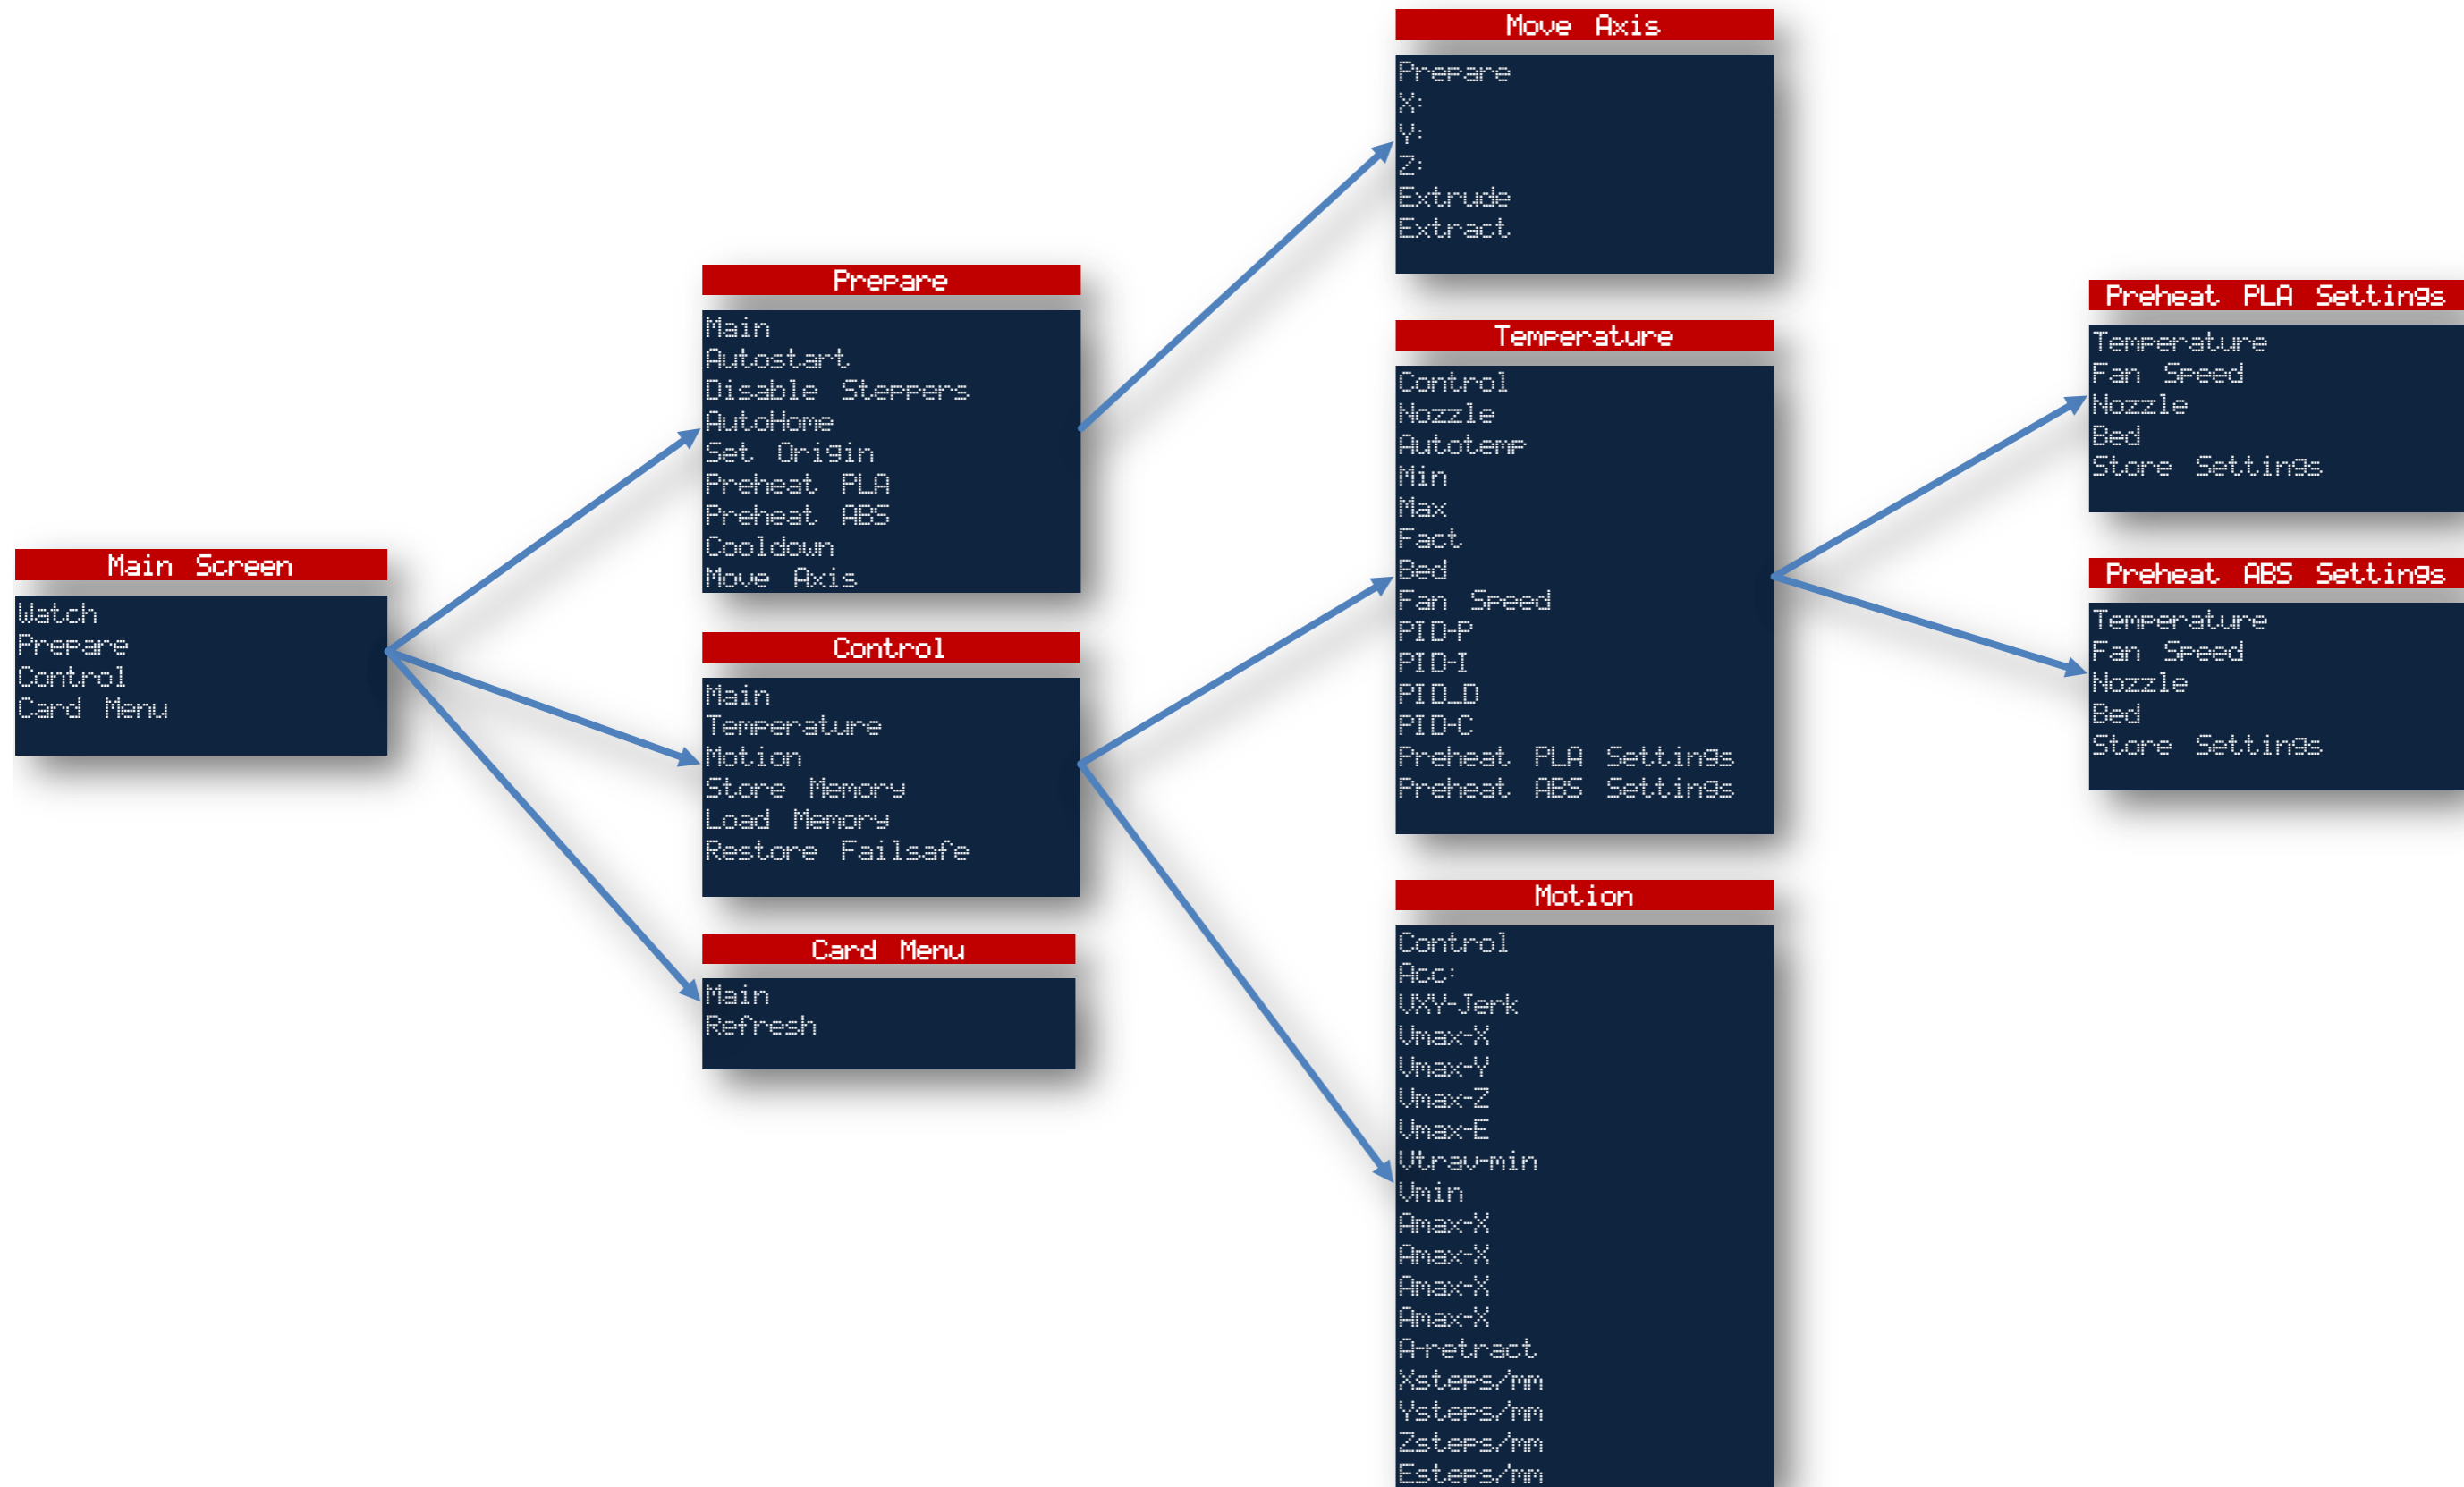 Main Screen
Watch
Prepare
Control
Card Menu
Prepare
Main
Autostart
Disable Steppers
AutoHome
Set Origin
Preheat PLA
Preheat ABS
Cooldown
Move Axis
Control
Main
Temperature
Motion
Store Memory
Load Memory
Restore Failsafe
Card Menu
Main
Refresh
Move Axis
Prepare
X:
Y:
Z:
Extrude
Extract
Temperature
Control
Nozzle
Autotemp
Min
Max
Fact
Bed
Fan Speed
PID-P
PID-I
PID_D
PID-C
Preheat PLA Settings
Preheat ABS Settings
Motion
Control
Acc:
VXY-Jerk
Vmax-X
Vmax-Y
Vmax-Z
Vmax-E
Vtrav-min
Vmin
Amax-X
Amax-X
Amax-X
Amax-X
A-retract
Xsteps/mm
Ysteps/mm
Zsteps/mm
Esteps/mm
Preheat PLA Settings
Temperature
Fan Speed
Nozzle
Bed
Store Settings
Preheat ABS Settings
Temperature
Fan Speed
Nozzle
Bed
Store Settings